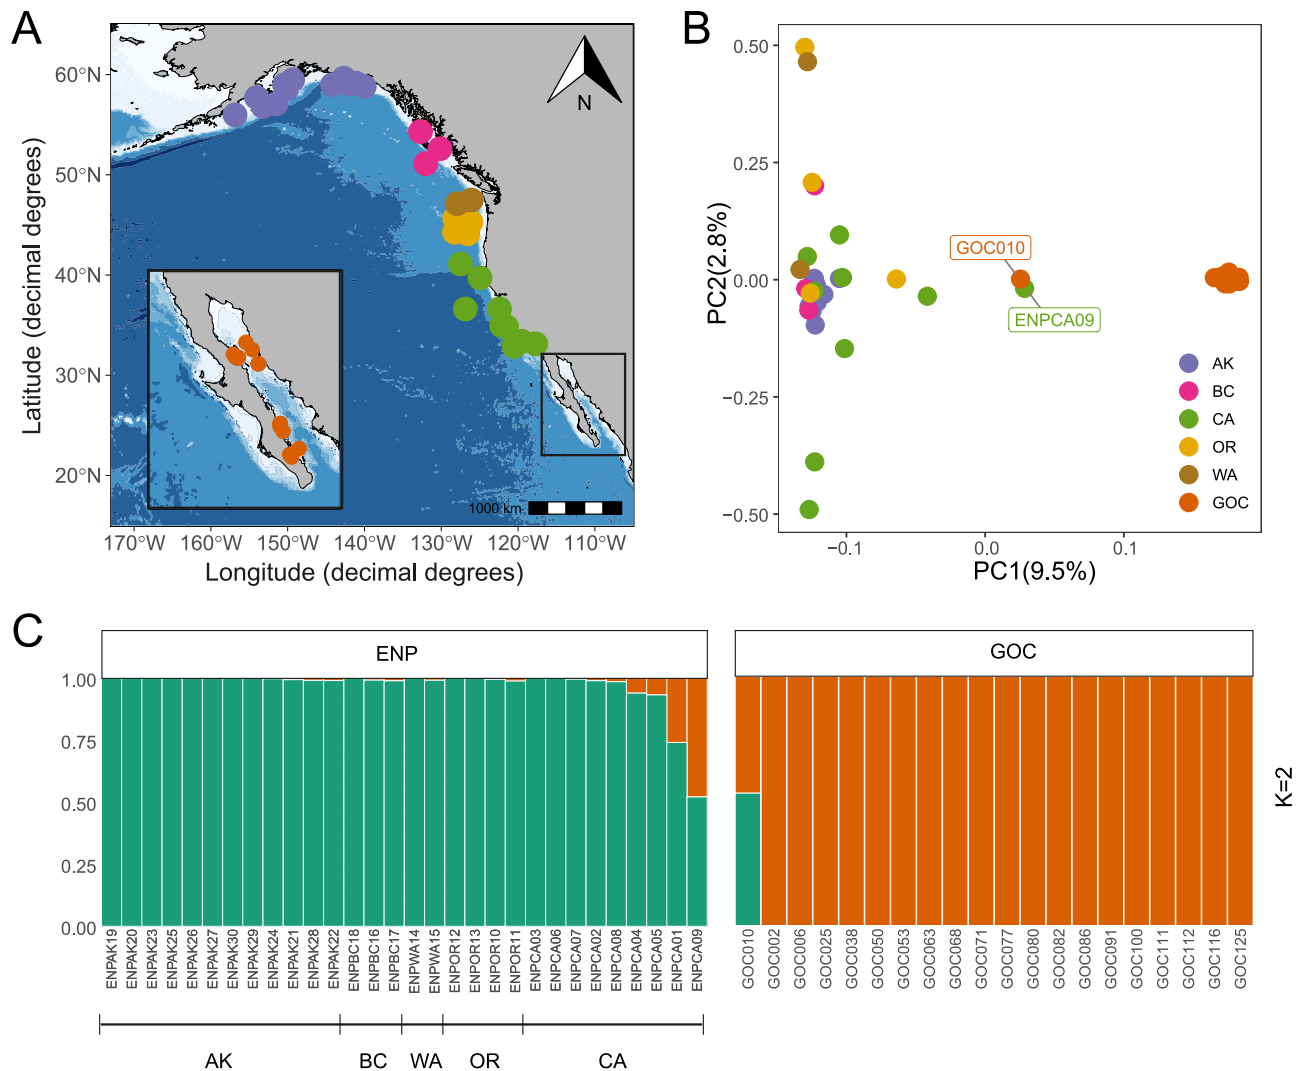 A
60°N
50°N
40°N
30°N
20°N
Latitude (decimal degrees)
N
1000 km
170°W 160°W 150°W 140°W 130°W 120°W 110°W
Longitude (decimal degrees)
B
0.50
0.25
0.00
−0.25
−0.50
PC2(2.8%)
GOC010
ENPCA09
AK
BC
CA
OR
WA
GOC
−0.1 0.0 0.1
PC1(9.5%)
C
ENP
GOC
1.00
0.75
0.50
0.25
0.00
K=2
ENPAK19
ENPAK20
ENPAK23
ENPAK25
ENPAK26
ENPAK27
ENPAK30
ENPAK29
ENPAK24
ENPAK21
ENPAK28
ENPAK22
ENPBC18
ENPBC16
ENPBC17
ENPWA14
ENPWA15
ENPOR12
ENPOR13
ENPOR10
ENPOR11
ENPCA03
ENPCA06
ENPCA07
ENPCA02
ENPCA08
ENPCA04
ENPCA05
ENPCA01
ENPCA09
GOC010
GOC002
GOC006
GOC025
GOC038
GOC050
GOC053
GOC063
GOC068
GOC071
GOC077
GOC080
GOC082
GOC086
GOC091
GOC100
GOC111
GOC112
GOC116
GOC125
AK BC WA OR CA